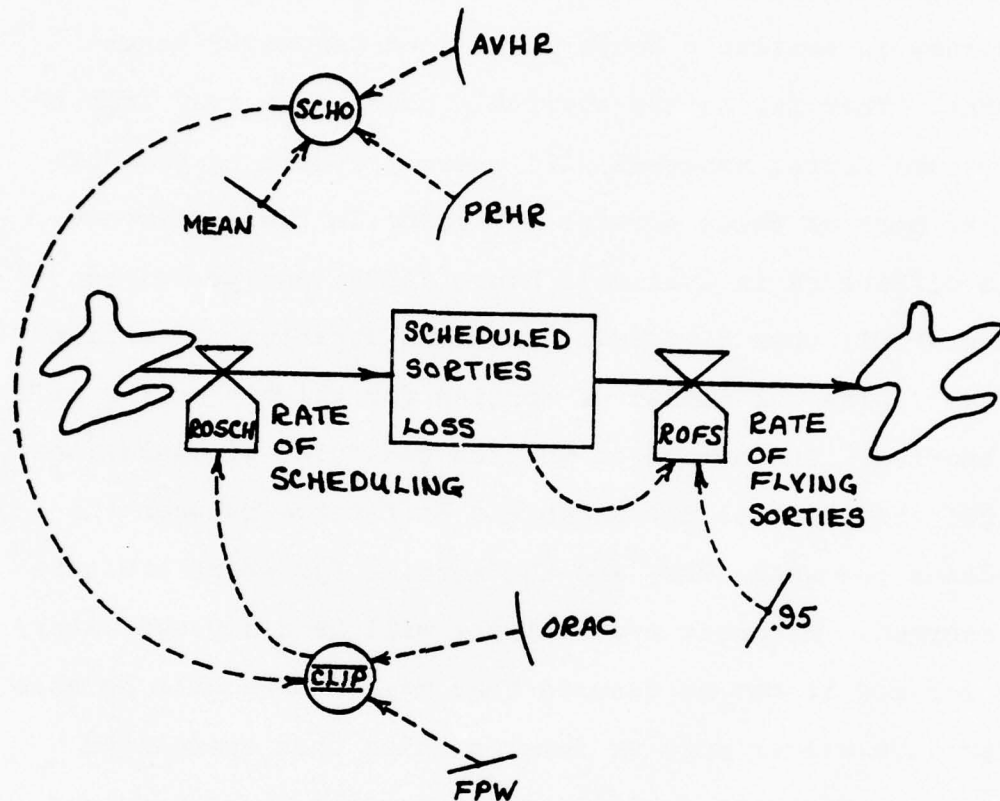 AVHR
SCHO
MEAN
PRHR
SCHEDULED
SORTIES
LOSS
ROSCH
RATE
OF
SCHEDULING
ROFS
RATE
OF
FLYING
SORTIES
.95
ORAC
CLIP
FPW